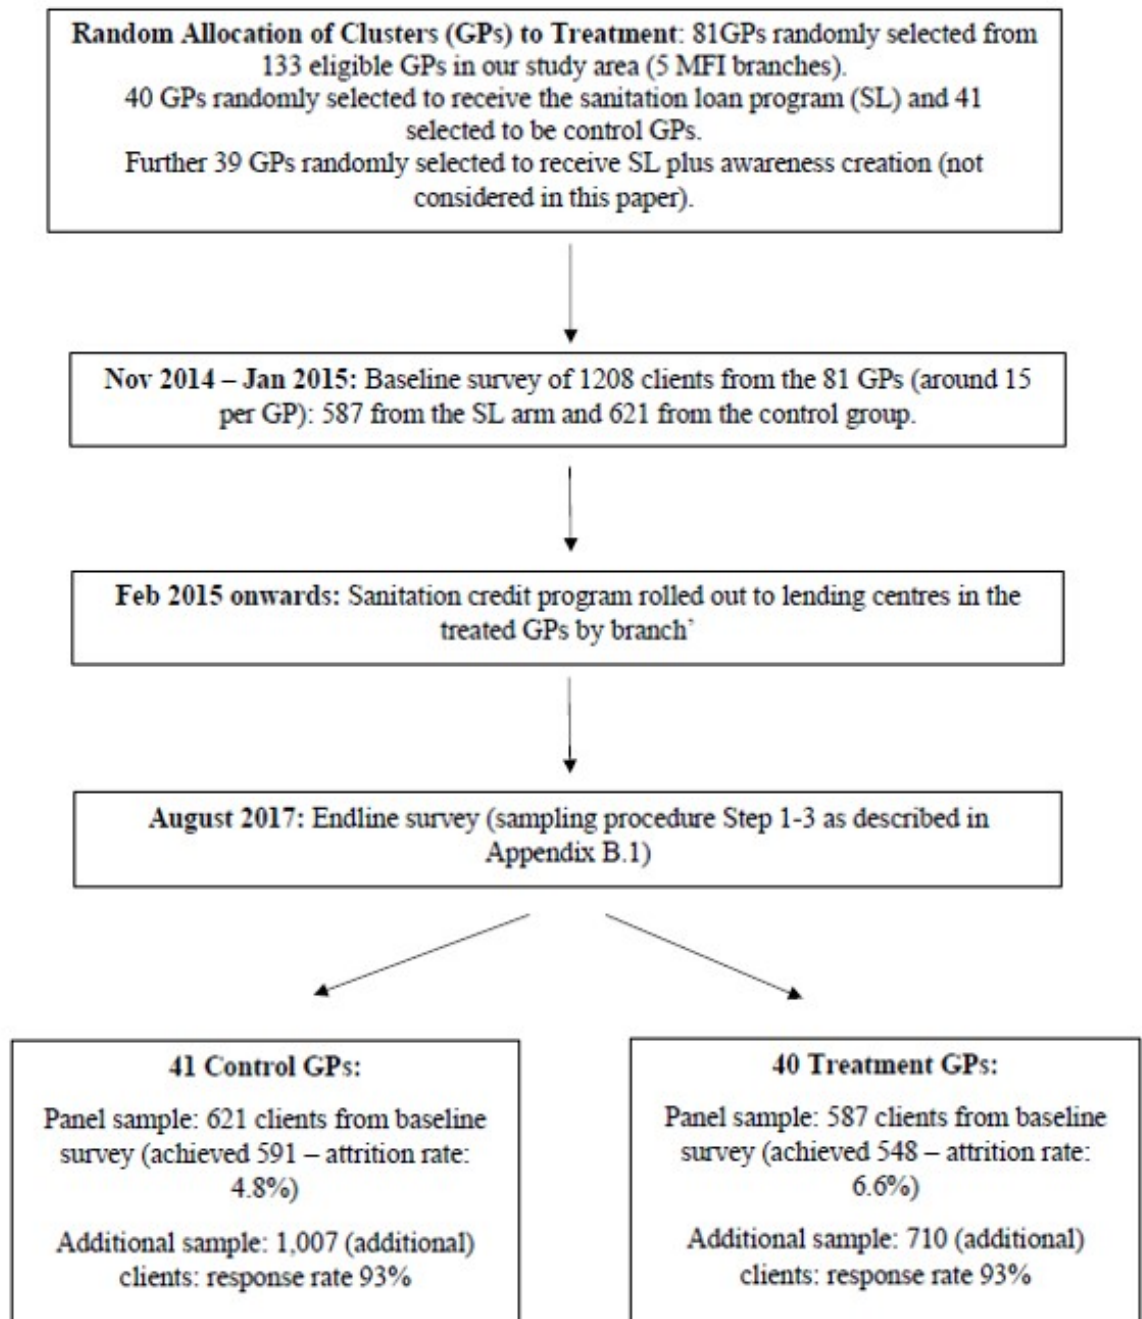 Random Allocation of Clusters (GPs) to Treatment: 81GPs randomly selected from
133 eligible GPs in our study area (5 MFI branches).
40 GPs randomly selected to receive the sanitation loan program (SL) and 41
selected to be control GPs.
Further 39 GPs randomly selected to receive SL plus awareness creation (not
considered in this paper).
Nov 2014 – Jan 2015: Baseline survey of 1208 clients from the 81 GPs (around 15
per GP): 587 from the SL arm and 621 from the control group.
Feb 2015 onwards: Sanitation credit program rolled out to lending centres in the
treated GPs by branch’
August 2017: Endline survey (sampling procedure Step 1-3 as described in
Appendix B.1)
41 Control GPs:
Panel sample: 621 clients from baseline
survey (achieved 591 – attrition rate:
4.8%)
Additional sample: 1,007 (additional)
clients: response rate 93%
40 Treatment GPs:
Panel sample: 587 clients from baseline
survey (achieved 548 – attrition rate:
6.6%)
Additional sample: 710 (additional)
clients: response rate 93%